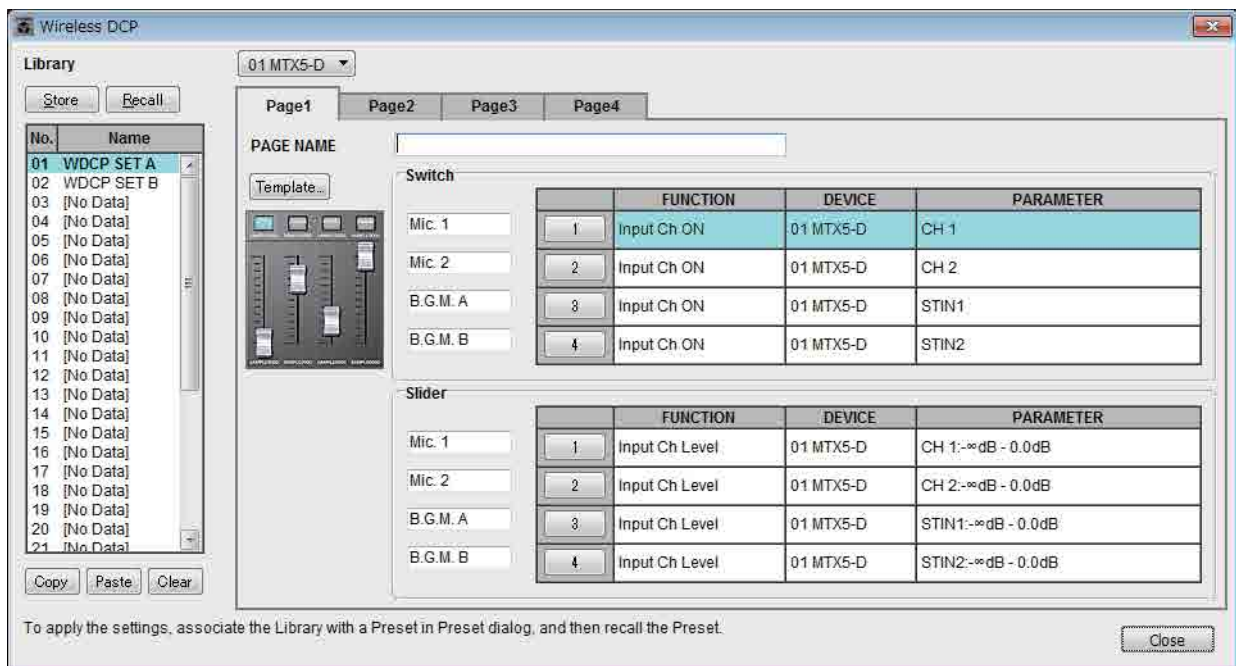 Wireless DCP
Library
01 MTX5-D
Store Recall
Page1 Page2 Page3 Page4
No. Name
01 WDCP SET A
02 WDCP SET B
03 [No Data]
04 [No Data]
05 [No Data]
06 [No Data]
07 [No Data]
08 [No Data]
09 [No Data]
10 [No Data]
11 [No Data]
12 [No Data]
13 [No Data]
14 [No Data]
15 [No Data]
16 [No Data]
17 [No Data]
18 [No Data]
19 [No Data]
20 [No Data]
21 [No Data]
Copy Paste Clear
PAGE NAME
Template...
Switch
FUNCTION DEVICE PARAMETER
Mic. 1 1 Input Ch ON 01 MTX5-D CH 1
Mic. 2 2 Input Ch ON 01 MTX5-D CH 2
B.G.M. A 3 Input Ch ON 01 MTX5-D STIN1
B.G.M. B 4 Input Ch ON 01 MTX5-D STIN2
Slider
FUNCTION DEVICE PARAMETER
Mic. 1 1 Input Ch Level 01 MTX5-D CH 1:-∞dB - 0.0dB
Mic. 2 2 Input Ch Level 01 MTX5-D CH 2:-∞dB - 0.0dB
B.G.M. A 3 Input Ch Level 01 MTX5-D STIN1:-∞dB - 0.0dB
B.G.M. B 4 Input Ch Level 01 MTX5-D STIN2:-∞dB - 0.0dB
To apply the settings, associate the Library with a Preset in Preset dialog, and then recall the Preset.
Close